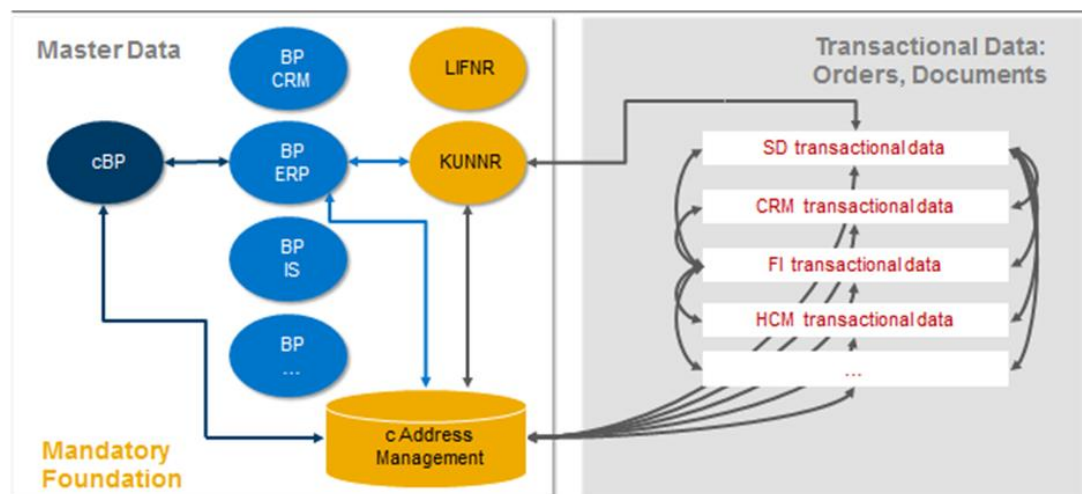 Master Data
BP
CRM
LIFNR
cBP
BP
ERP
KUNNR
BP
IS
BP
...
c Address
Management
Mandatory
Foundation
Transactional Data:
Orders, Documents
SD transactional data
CRM transactional data
FI transactional data
HCM transactional data
...